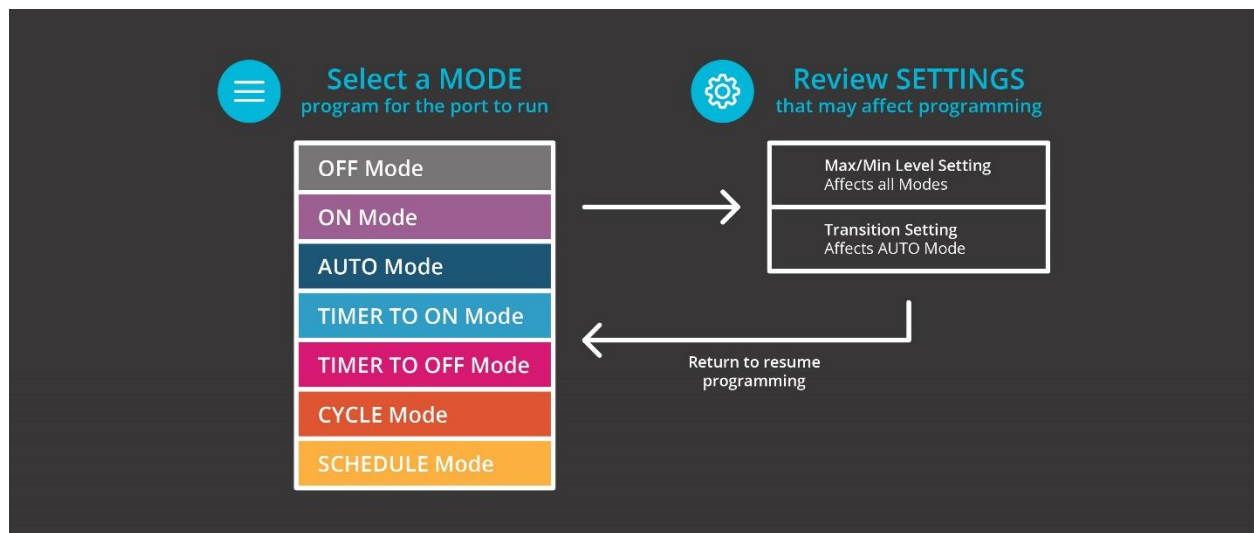 Select a MODE
program for the port to run
OFF Mode
ON Mode
AUTO Mode
TIMER TO ON Mode
TIMER TO OFF Mode
CYCLE Mode
SCHEDULE Mode
Review SETTINGS
that may affect programming
Max/Min Level Setting
Affects all Modes
Transition Setting
Affects AUTO Mode
Return to resume
programming